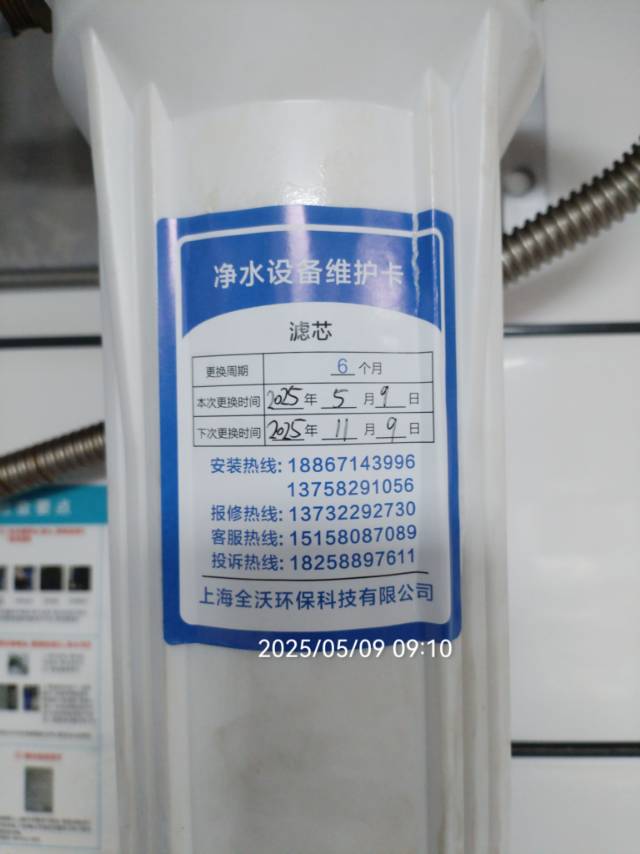 净水设备维护卡
滤芯
更换周期 6 个月
本次更换时间 2025 年 5 月 9 日
下次更换时间 2025 年 11 月 9 日
安装热线: 18867143996
13758291056
报修热线: 13732292730
客服热线: 15158087089
投诉热线: 18258897611
上海全沃环保科技有限公司
2025/05/09 09:10